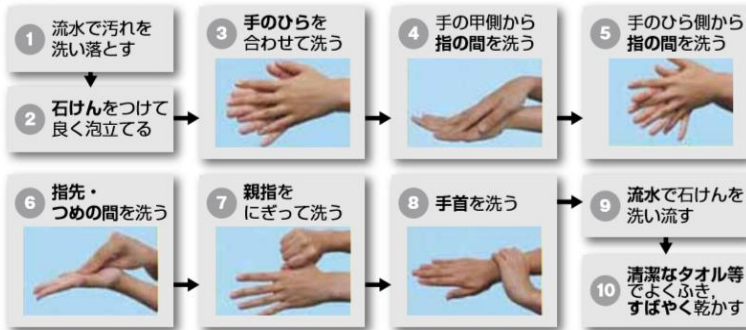 1 流水で汚れを
洗い落とす
2 石けんをつけて
良く泡立てる
3 手のひらを
合わせて洗う
4 手の甲側から
指の間を洗う
5 手のひら側から
指の間を洗う
6 指先・
つめの間を洗う
7 親指を
にぎって洗う
8 手首を洗う
9 流水で石けんを
洗い流す
10 清潔なタオル等
でよくふき,
すばやく乾かす